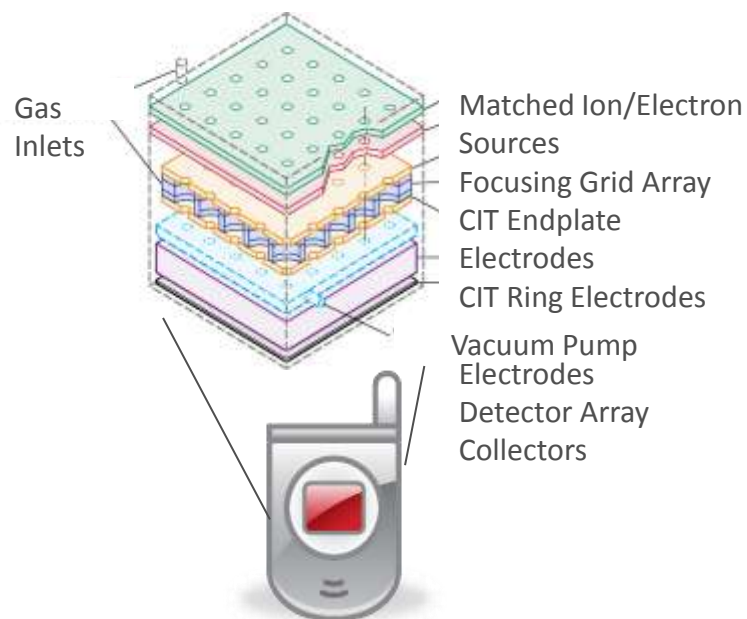 Gas
Inlets
Matched Ion/Electron
Sources
Focusing Grid Array
CIT Endplate
Electrodes
CIT Ring Electrodes
Vacuum Pump
Electrodes
Detector Array
Collectors